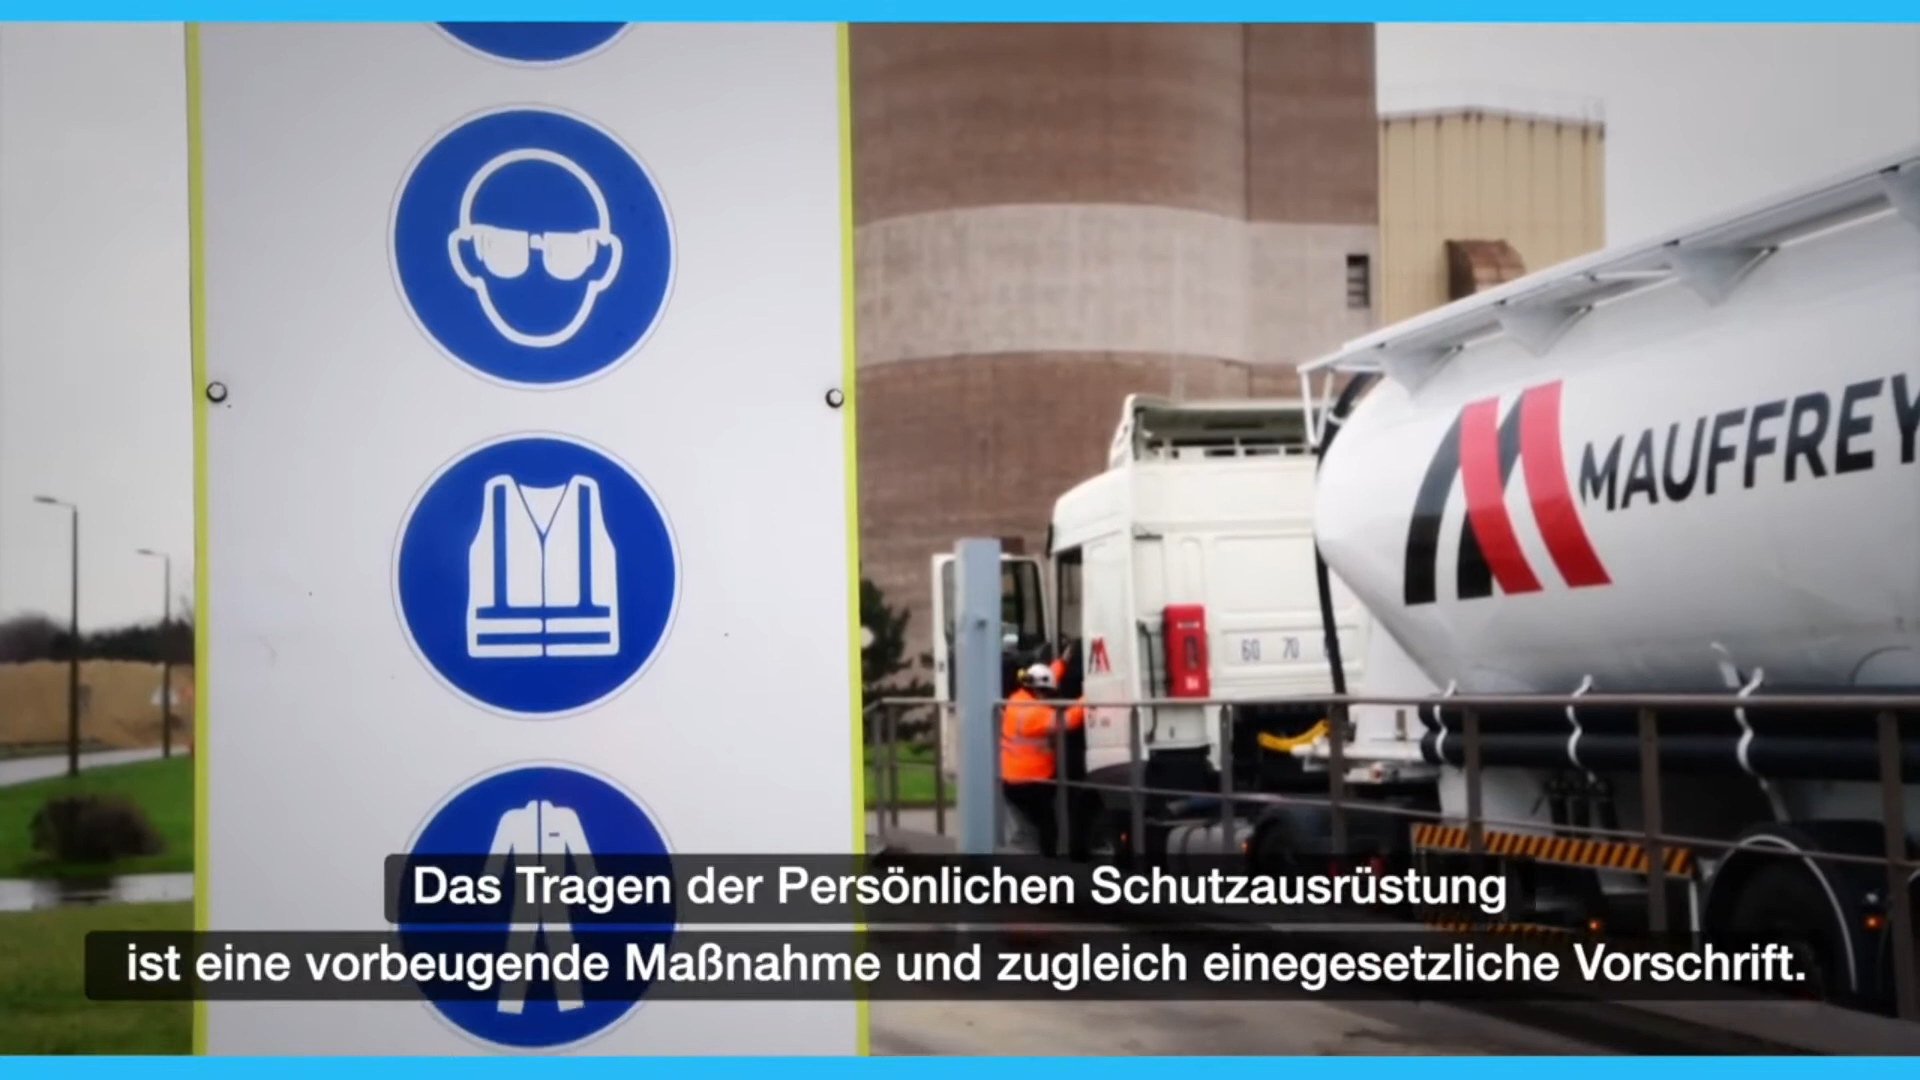 MAUFFREY
60 70
Das Tragen der Persönlichen Schutzausrüstung
ist eine vorbeugende Maßnahme und zugleich einegesetzliche Vorschrift.